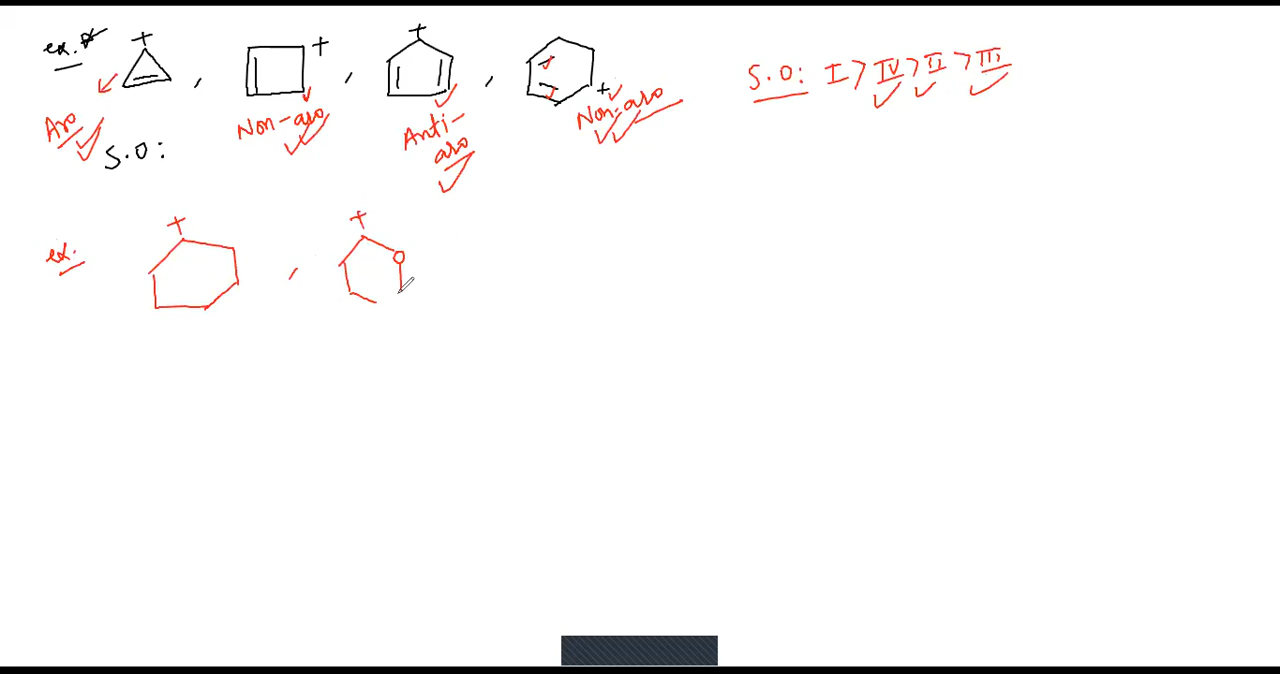 ex.
+ , + , + , +
S.O: I > IV > II > III
Aro
Non-aro
Anti-
aro
Non-aro
S.O:
ex. + , + O